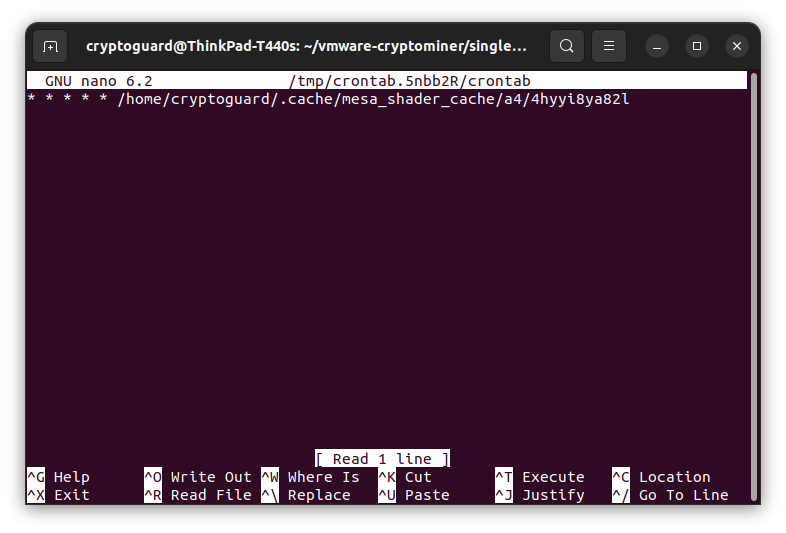 cryptoguard@ThinkPad-T440s: ~/vmware-cryptominer/single...
GNU nano 6.2 /tmp/crontab.5nbb2R/crontab
* * * * * /home/cryptoguard/.cache/mesa_shader_cache/a4/4hyyi8ya82l
[ Read 1 line ]
^G Help ^O Write Out ^W Where Is ^K Cut ^T Execute ^C Location
^X Exit ^R Read File ^\ Replace ^U Paste ^J Justify ^/ Go To Line